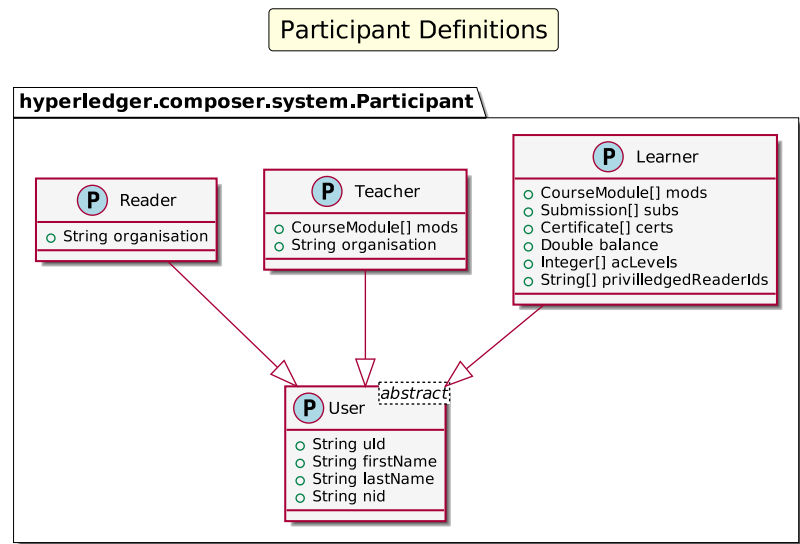 Participant Definitions
hyperledger.composer.system.Participant
P Reader
String organisation
P Teacher
CourseModule[] mods
String organisation
P Learner
CourseModule[] mods
Submission[] subs
Certificate[] certs
Double balance
Integer[] acLevels
String[] privilledgedReaderIds
P User
abstract
String uId
String firstName
String lastName
String nid